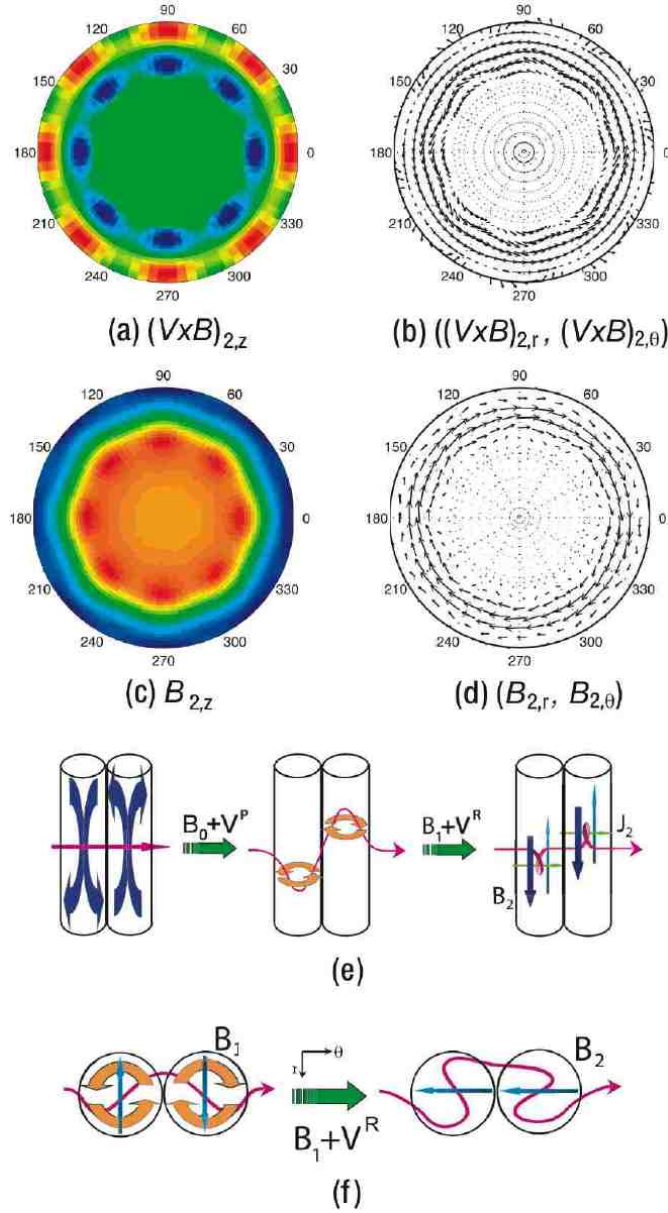 90
120 60
150 30
180 0
210 330
240 300
270
(a) (VxB)2,z
90
120 60
150 30
180 0
210 330
240 300
270
(b) ((VxB)2,r , (VxB)2,θ)
90
120 60
150 30
180 0
210 330
240 300
270
(c) B2,z
90
120 60
150 30
180 0
210 330
240 300
270
(d) (B2,r, B2,θ)
B0+VP
B1+VR
J2
B2
(e)
B1
θ
r
B1+VR
B2
(f)